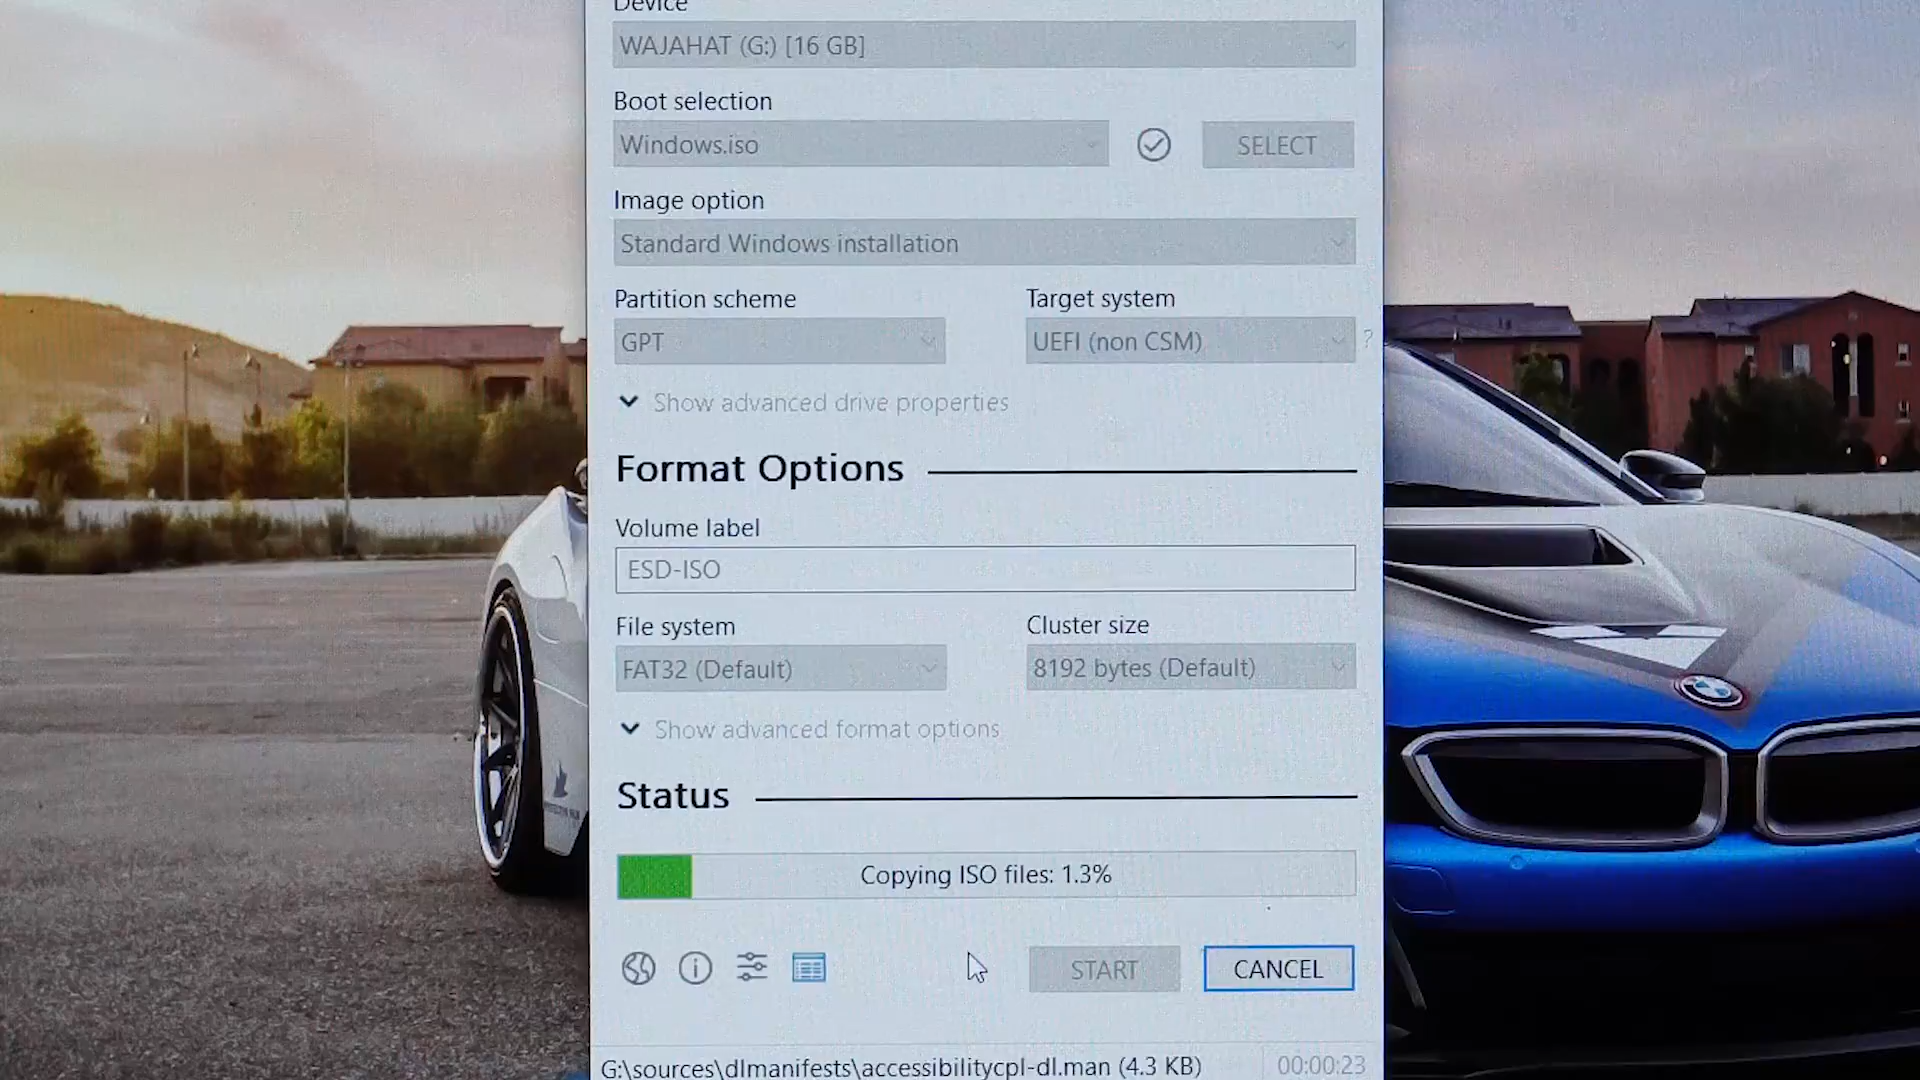 Device
WAJAHAT (G:) [16 GB]
Boot selection
Windows.iso
SELECT
Image option
Standard Windows installation
Partition scheme
Target system
GPT
UEFI (non CSM)
?
Show advanced drive properties
Format Options
Volume label
ESD-ISO
File system
Cluster size
FAT32 (Default)
8192 bytes (Default)
Show advanced format options
Status
Copying ISO files: 1.3%
START
CANCEL
G:\sources\dlmanifests\accessibilitycpl-dl.man (4.3 KB)
00:00:23